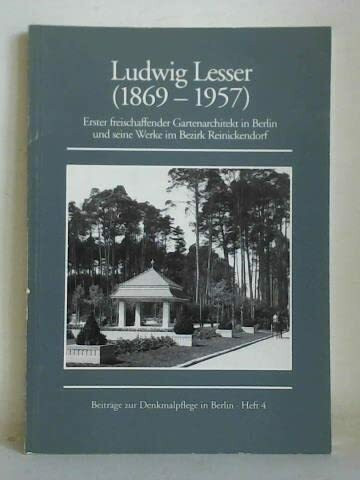 Ludwig Lesser
(1869 – 1957)
Erster freischaffender Gartenarchitekt in Berlin
und seine Werke im Bezirk Reinickendorf
Beiträge zur Denkmalpflege in Berlin · Heft 4